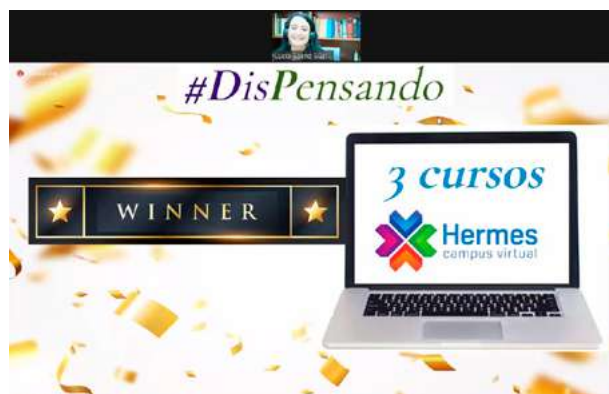 #DisPensando
WINNER
3 cursos
Hermes
campus virtual